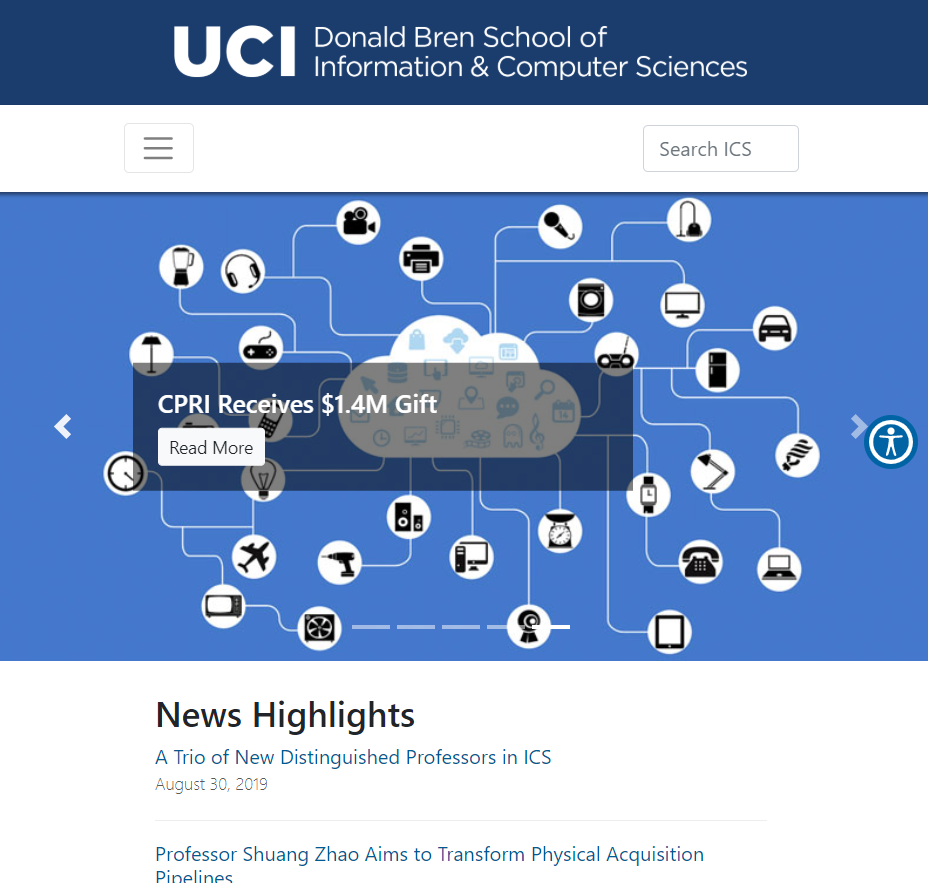 UCI Donald Bren School of
Information & Computer Sciences
Search ICS
CPRI Receives $1.4M Gift
Read More
News Highlights
A Trio of New Distinguished Professors in ICS
August 30, 2019
Professor Shuang Zhao Aims to Transform Physical Acquisition
Pipelines